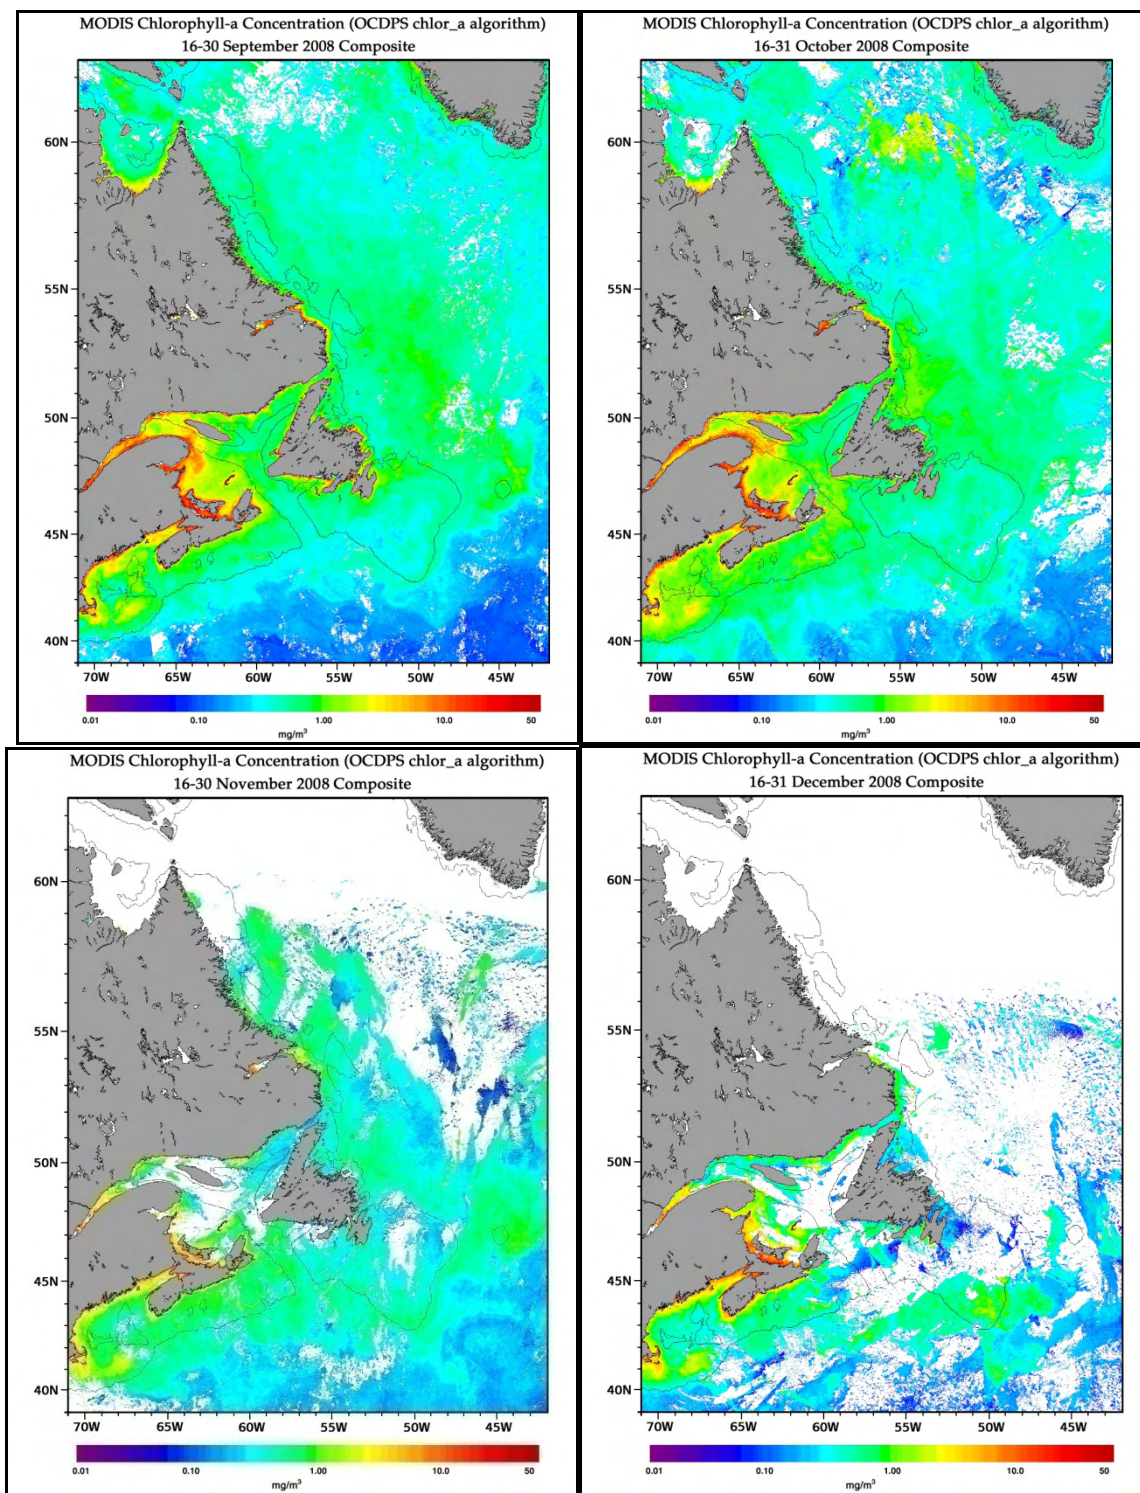 MODIS Chlorophyll-a Concentration (OCDPS chlor_a algorithm)
16-30 September 2008 Composite
60N
55N
50N
45N
40N
70W 65W 60W 55W 50W 45W
0.01 0.10 1.00 10.0 50
mg/m³
MODIS Chlorophyll-a Concentration (OCDPS chlor_a algorithm)
16-31 October 2008 Composite
60N
55N
50N
45N
40N
70W 65W 60W 55W 50W 45W
0.01 0.10 1.00 10.0 50
mg/m³
MODIS Chlorophyll-a Concentration (OCDPS chlor_a algorithm)
16-30 November 2008 Composite
60N
55N
50N
45N
40N
70W 65W 60W 55W 50W 45W
0.01 0.10 1.00 10.0 50
mg/m³
MODIS Chlorophyll-a Concentration (OCDPS chlor_a algorithm)
16-31 December 2008 Composite
60N
55N
50N
45N
40N
70W 65W 60W 55W 50W 45W
0.01 0.10 1.00 10.0 50
mg/m³